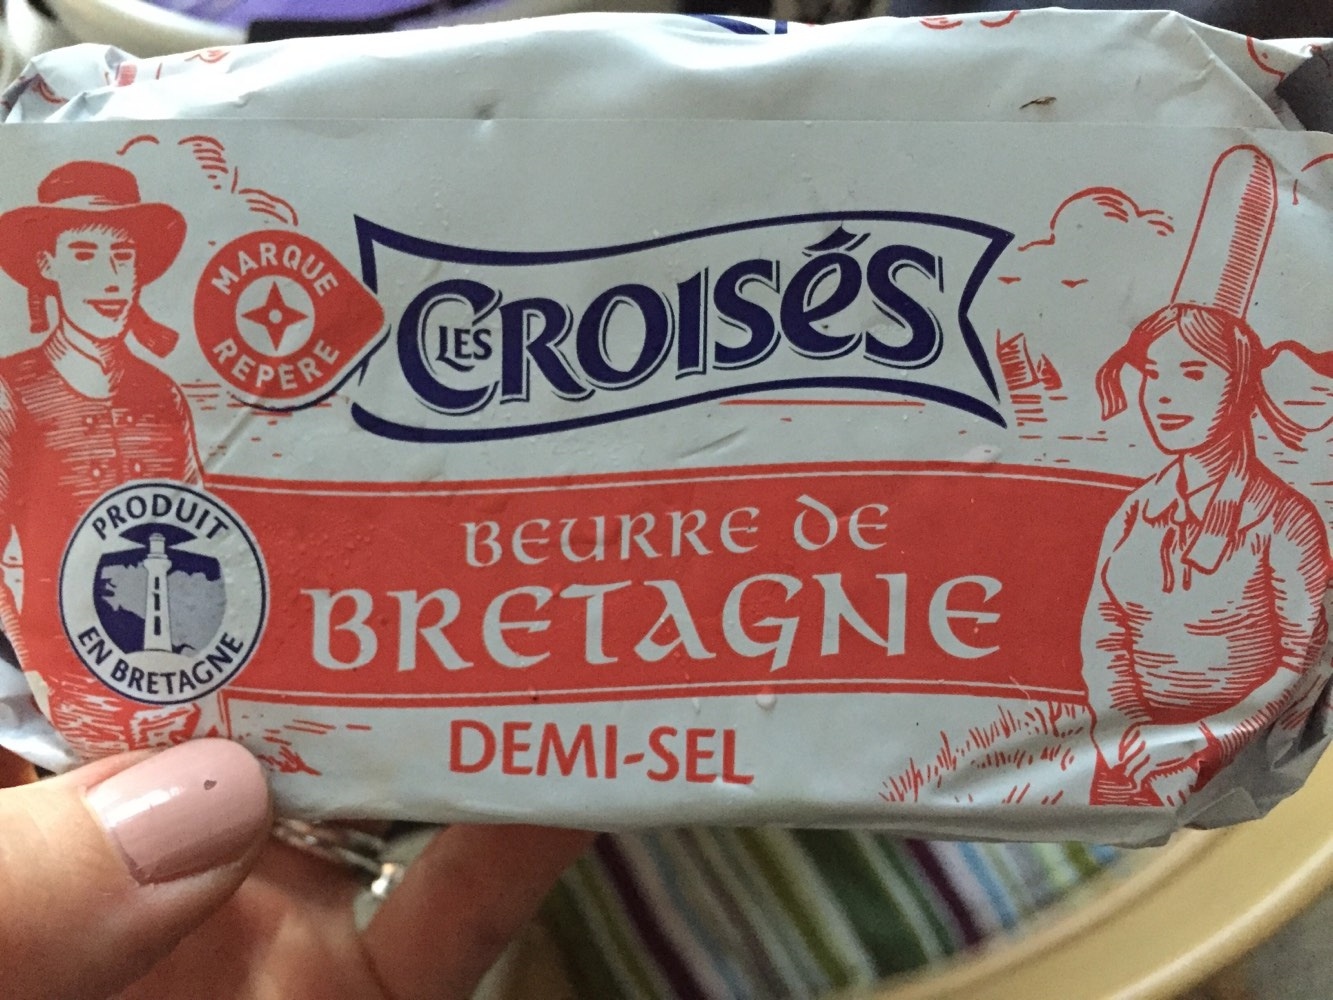 MARQUE
REPÈRE
LES CROISÉS
BEURRE DE
BRETAGNE
PRODUIT
EN BRETAGNE
DEMI-SEL